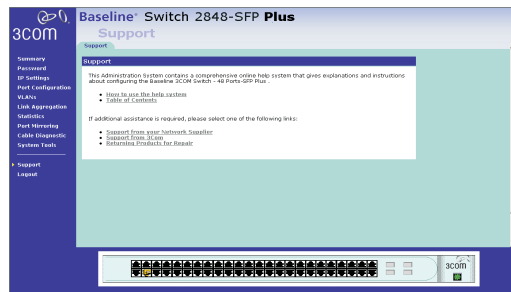 3COM
Baseline Switch 2848-SFP Plus
Support
Support
Summary
Password
IP Settings
Port Configuration
VLANs
Link Aggregation
Statistics
Port Mirroring
Cable Diagnostic
System Tools
Support
Logout
Support
This Administration System contains a comprehensive online help system that gives explanations and instructions
about configuring the Baseline 3COM Switch - 48 Ports-SFP Plus .
How to use the help system
Table of Contents
If additional assistance is required, please select one of the following links:
Support from your Network Supplier
Support from 3Com
Returning Products for Repair
3COM